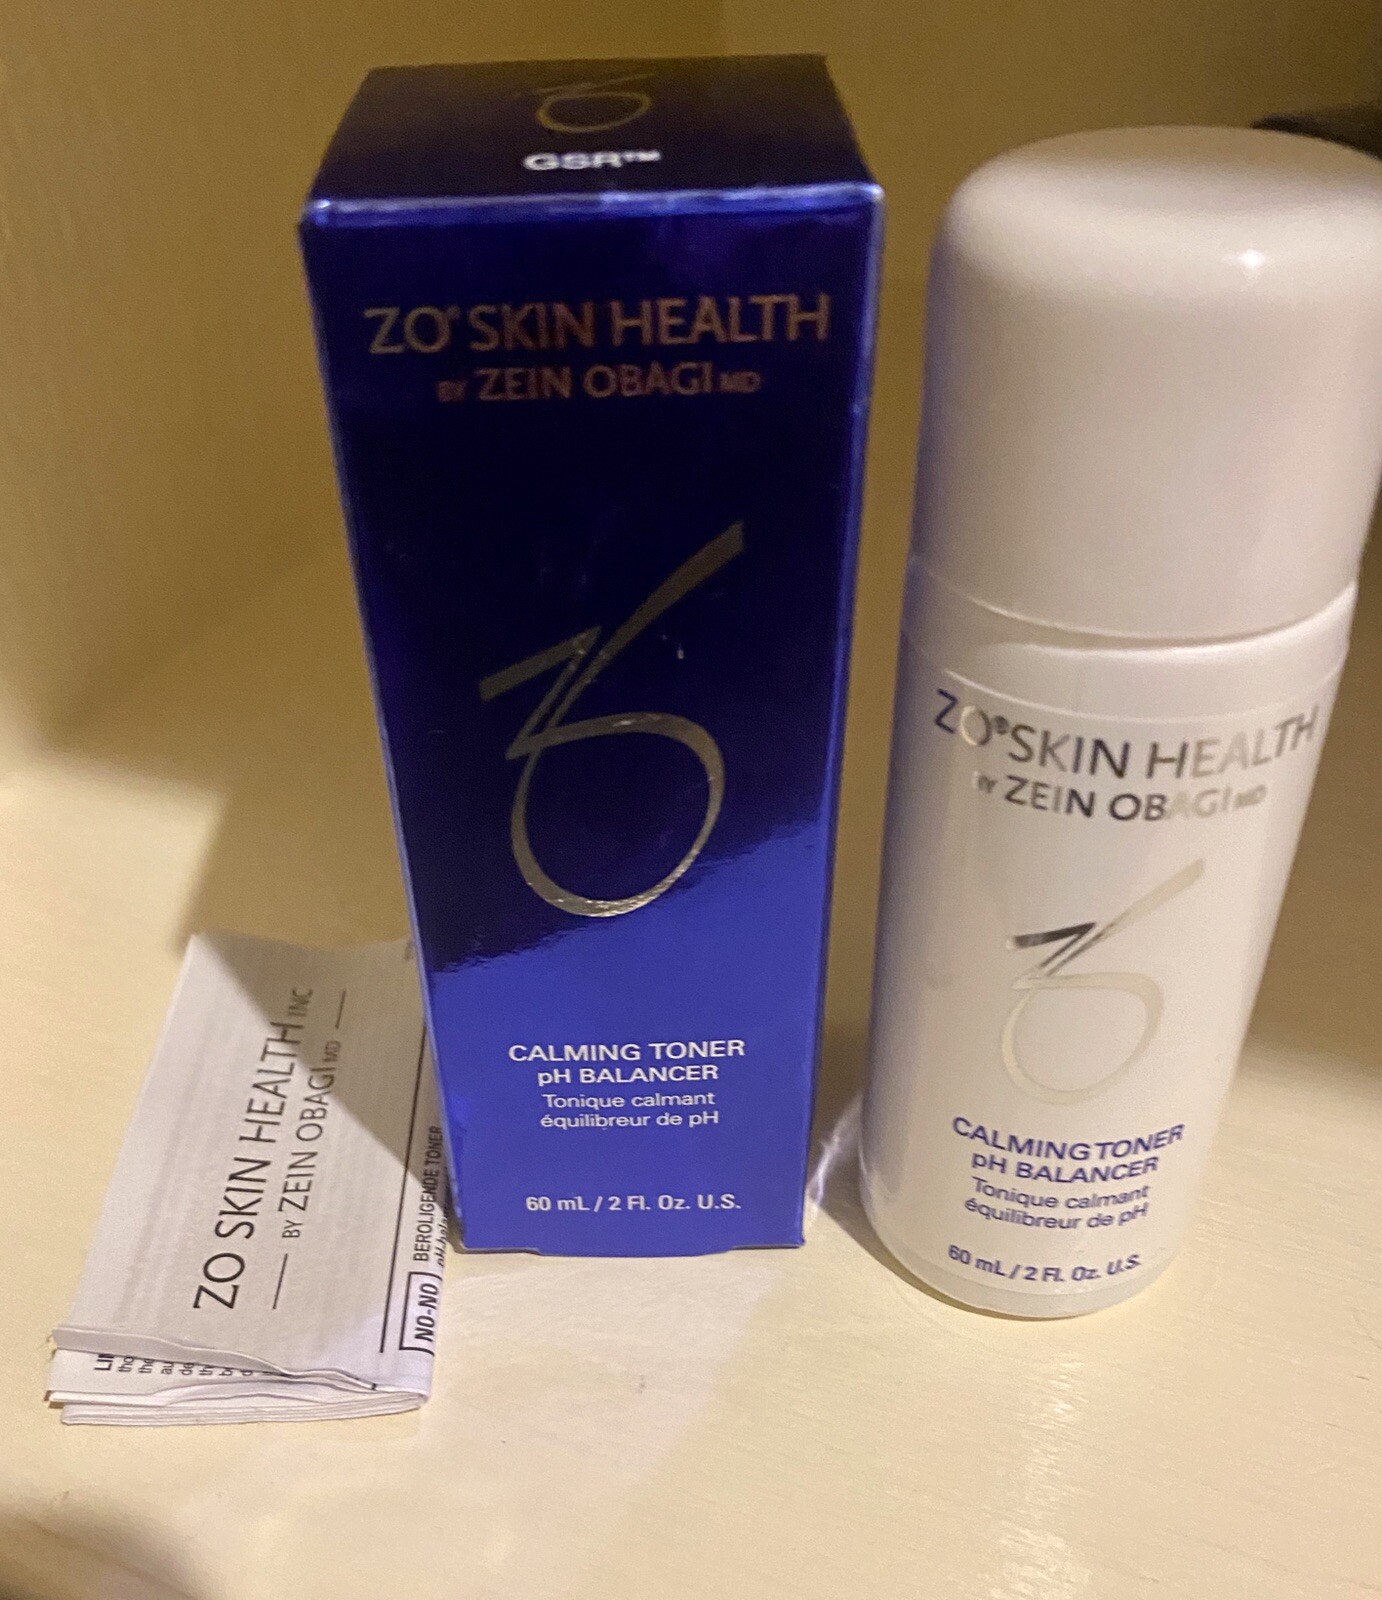 GSR™
ZO® SKIN HEALTH
BY ZEIN OBAGI MD
CALMING TONER
pH BALANCER
Tonique calmant
équilibreur de pH
60 mL / 2 Fl. Oz. U.S.
ZO® SKIN HEALTH
BY ZEIN OBAGI MD
CALMING TONER
pH BALANCER
Tonique calmant
équilibreur de pH
60 mL / 2 Fl. Oz. U.S.
ZO SKIN HEALTH INC
BY ZEIN OBAGI MD
NO-NO BEROLIGENDE TONER